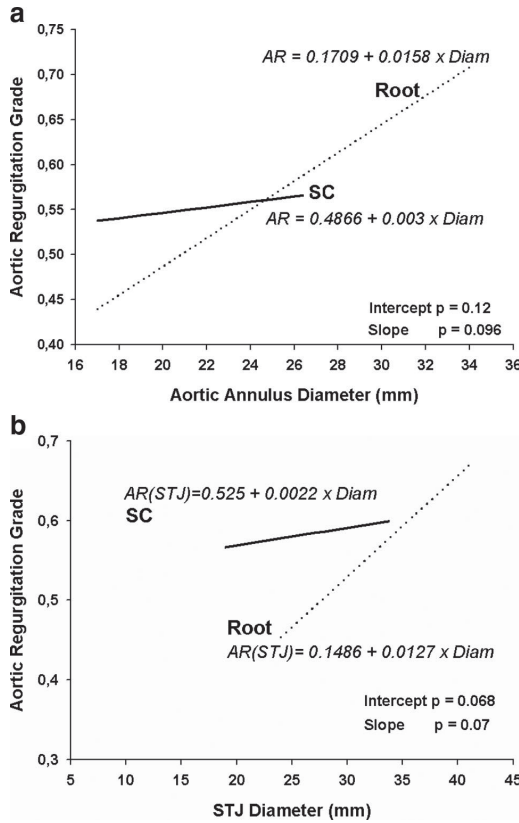 a
0,75
0,70
0,65
0,60
0,55
0,50
0,45
0,40
Aortic Regurgitation Grade
AR = 0.1709 + 0.0158 x Diam
Root
SC
AR = 0.4866 + 0.003 x Diam
Intercept p = 0.12
Slope p = 0.096
16 18 20 22 24 26 28 30 32 34 36
Aortic Annulus Diameter (mm)
b
0,7
0,6
0,5
0,4
0,3
Aortic Regurgitation Grade
AR(STJ)=0.525 + 0.0022 x Diam
SC
Root
AR(STJ)= 0.1486 + 0.0127 x Diam
Intercept p = 0.068
Slope p = 0.07
5 10 15 20 25 30 35 40 45
STJ Diameter (mm)